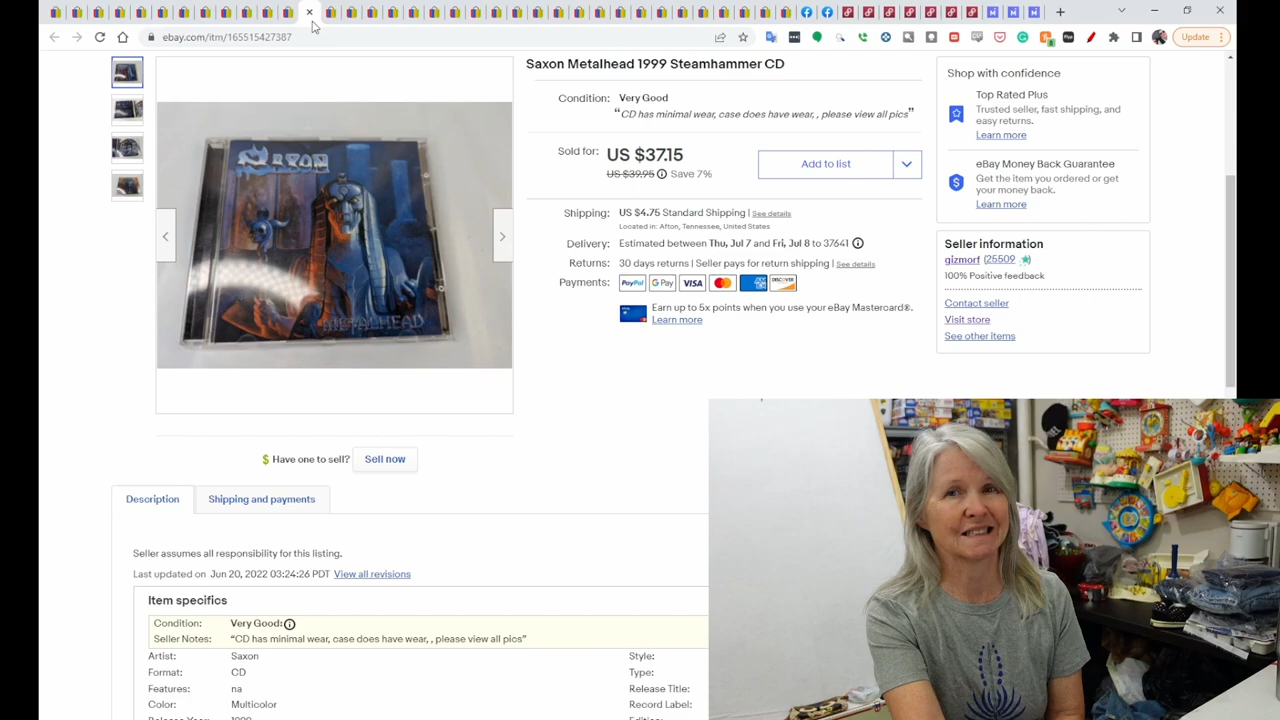 ebay.com/itm/165515427387
Update
Saxon Metalhead 1999 Steamhammer CD
Condition:
Very Good
“CD has minimal wear, case does have wear, , please view all pics”
Sold for:
US $37.15
US $39.95 Save 7%
Add to list
Shipping:
US $4.75 Standard Shipping | See details
Located in: Afton, Tennessee, United States
Delivery:
Estimated between Thu, Jul 7 and Fri, Jul 8 to 37641
Returns:
30 days returns | Seller pays for return shipping | See details
Payments:
PayPal G Pay VISA DISCOVER
Earn up to 5x points when you use your eBay Mastercard®.
Learn more
Shop with confidence
Top Rated Plus
Trusted seller, fast shipping, and
easy returns.
Learn more
eBay Money Back Guarantee
Get the item you ordered or get
your money back.
Learn more
Seller information
gizmorf (25509 )
100% Positive feedback
Contact seller
Visit store
See other items
SAXON
METALHEAD
Have one to sell?
Sell now
Description
Shipping and payments
Seller assumes all responsibility for this listing.
Last updated on Jun 20, 2022 03:24:26 PDT View all revisions
Item specifics
Condition:
Very Good:
Seller Notes:
“CD has minimal wear, case does have wear, , please view all pics”
Artist:
Saxon
Style:
Format:
CD
Type:
Features:
na
Release Title:
Color:
Multicolor
Record Label:
Release Year:
1999
Edition: